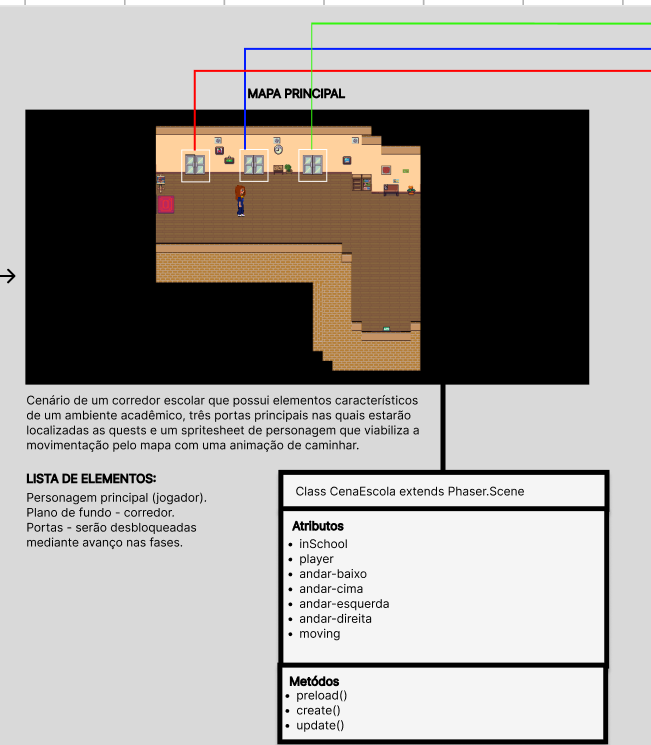 MAPA PRINCIPAL
Cenário de um corredor escolar que possui elementos característicos
de um ambiente acadêmico, três portas principais nas quais estarão
localizadas as quests e um spritesheet de personagem que viabiliza a
movimentação pelo mapa com uma animação de caminhar.
LISTA DE ELEMENTOS:
Personagem principal (jogador).
Plano de fundo - corredor.
Portas - serão desbloqueadas
mediante avanço nas fases.
Class CenaEscola extends Phaser.Scene
Atributos
• inSchool
• player
• andar-baixo
• andar-cima
• andar-esquerda
• andar-direita
• moving
Metódos
• preload()
• create()
• update()